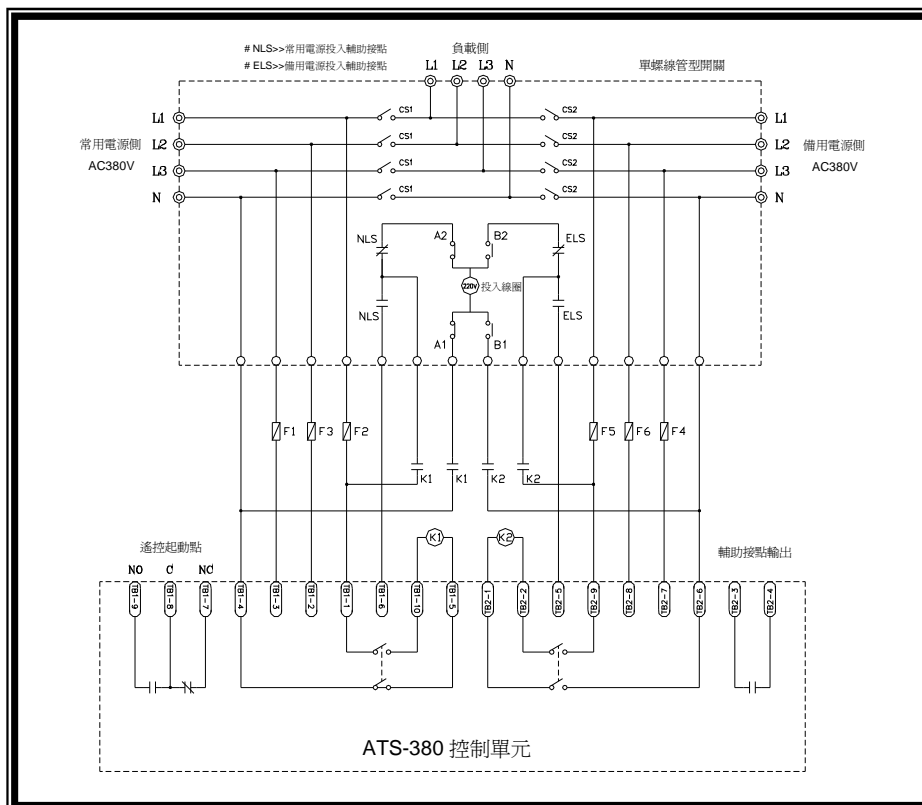 # NLS>>常用電源投入輔助接點
# ELS>>備用電源投入輔助接點
負載側
L1 L2 L3 N
單螺線管型開關
L1 CS1 CS2 L1
常用電源側 L2 CS1 CS2 L2 備用電源側
AC380V L3 CS1 CS2 L3 AC380V
N CS1 CS2 N
NLS A2 B2 ELS
220V 投入線圈
NLS A1 B1 ELS
F1 F3 F2 F5 F6 F4
K1 K1 K2 K2
遙控起動點 K1 K2 輔助接點輸出
NO C NC
TB1-9 TB1-8 TB1-7 TB1-4 TB1-3 TB1-2 TB1-1 TB1-6 TB1-10 TB1-5 TB2-1 TB2-2 TB2-5 TB2-9 TB2-8 TB2-7 TB2-6 TB2-3 TB2-4
ATS-380 控制單元